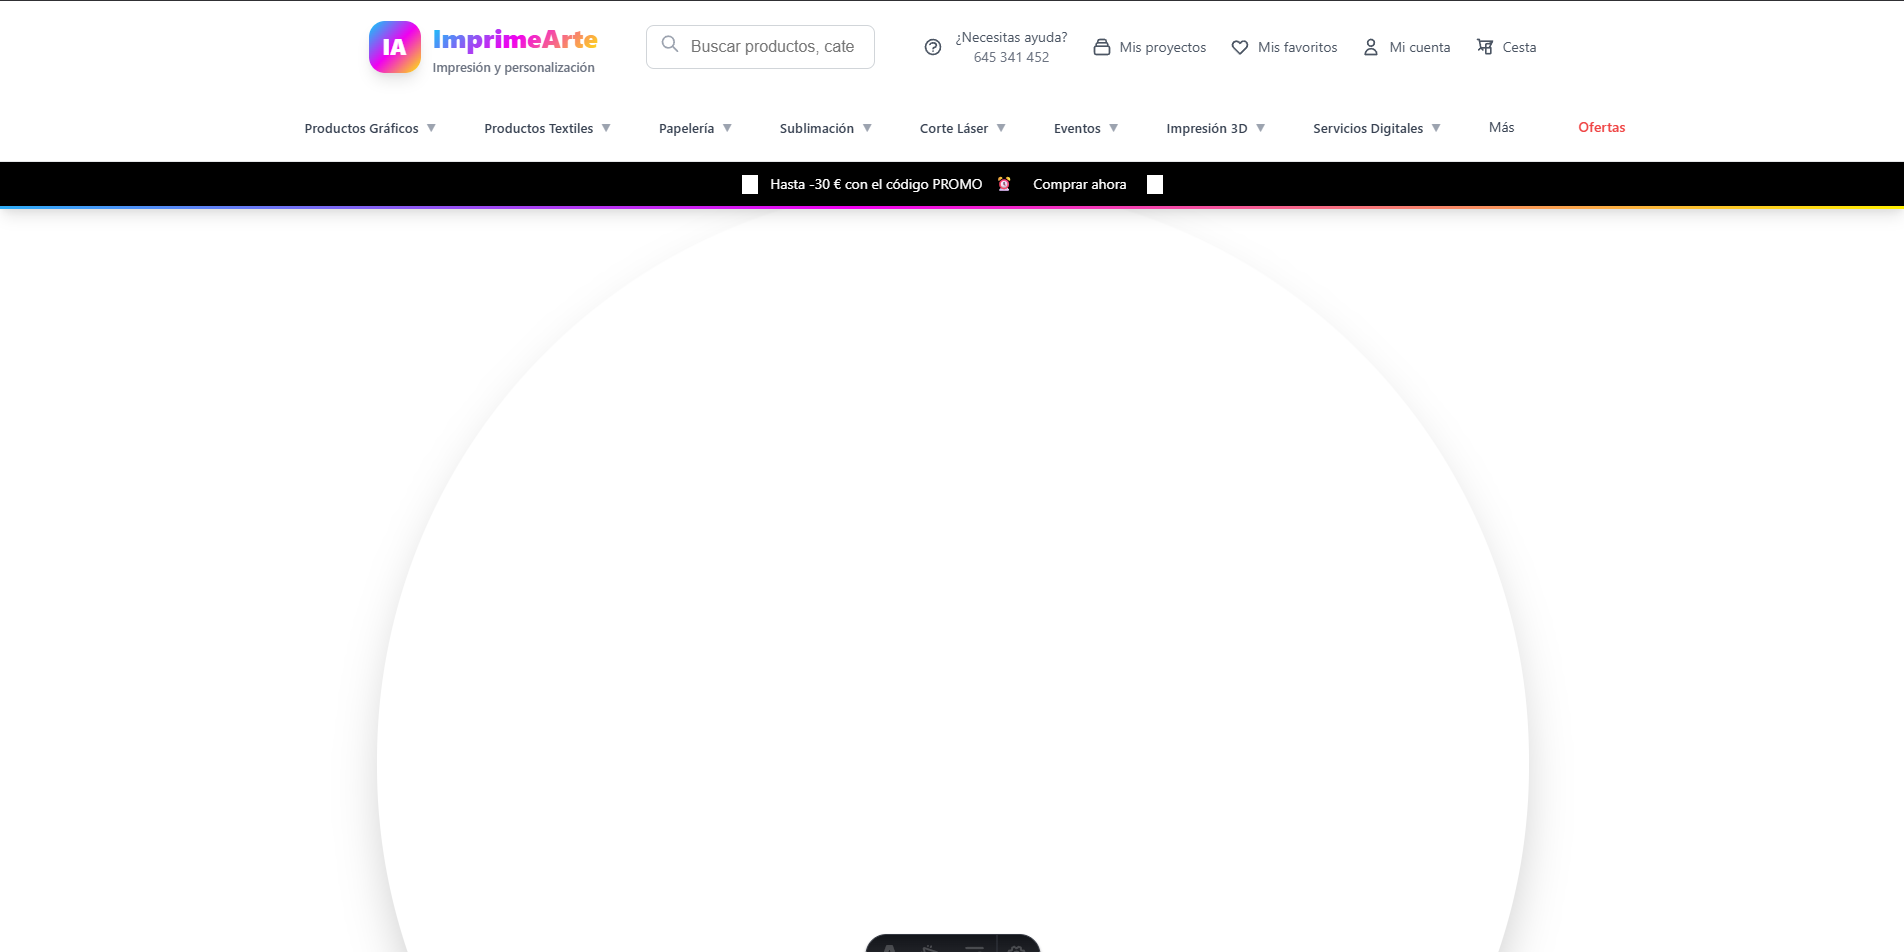 IA
ImprimeArte
Impresión y personalización
Buscar productos, cate
¿Necesitas ayuda?
645 341 452
Mis proyectos
Mis favoritos
Mi cuenta
Cesta
Productos Gráficos ▼
Productos Textiles ▼
Papelería ▼
Sublimación ▼
Corte Láser ▼
Eventos ▼
Impresión 3D ▼
Servicios Digitales ▼
Más
Ofertas
Hasta -30 € con el código PROMO ⏰ Comprar ahora